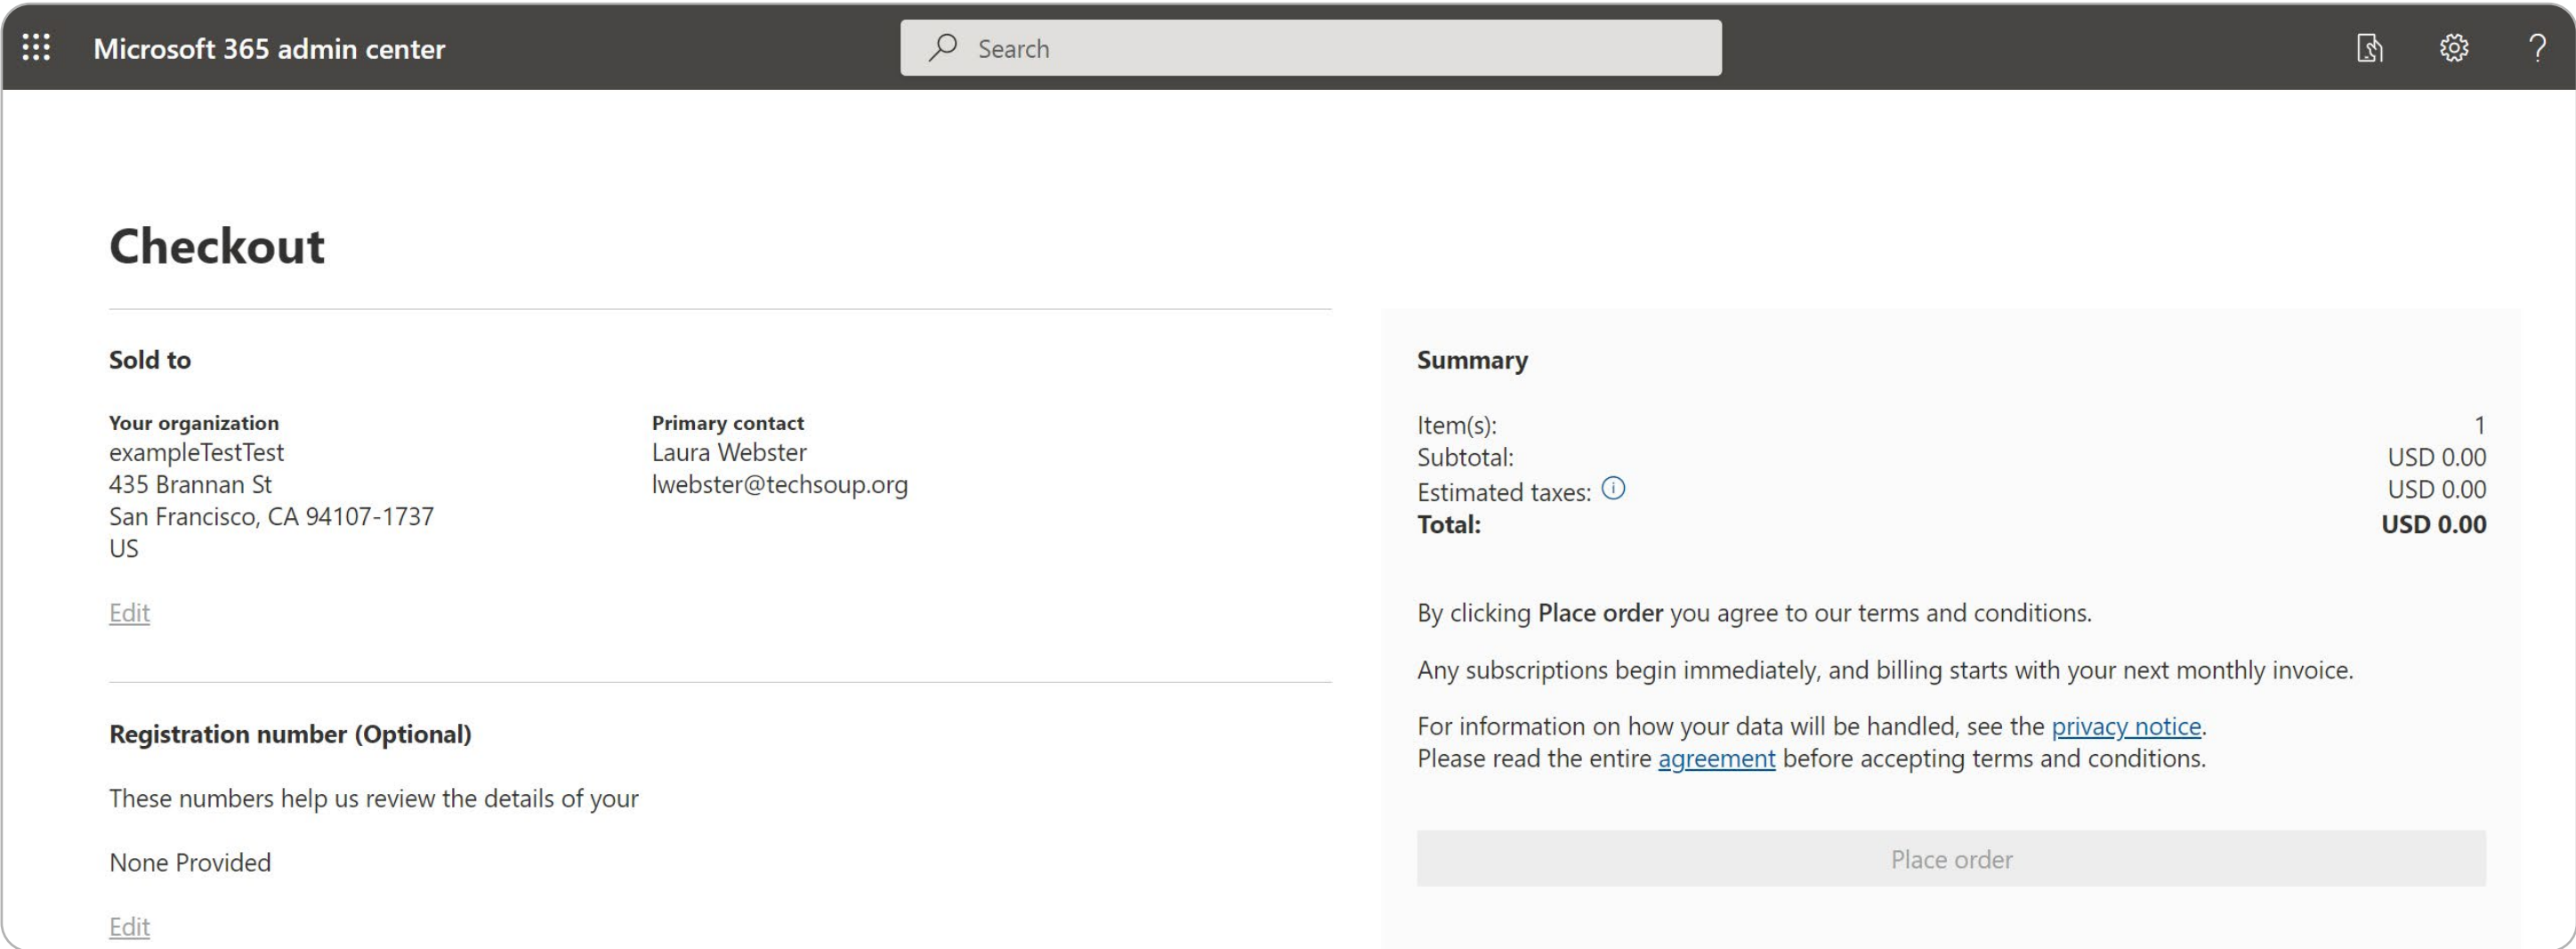 Microsoft 365 admin center
Search
?
Checkout
Sold to
Your organization
exampleTestTest
435 Brannan St
San Francisco, CA 94107-1737
US
Primary contact
Laura Webster
lwebster@techsoup.org
Edit
Registration number (Optional)
These numbers help us review the details of your
None Provided
Edit
Summary
Item(s): 1
Subtotal: USD 0.00
Estimated taxes: USD 0.00
Total: USD 0.00
By clicking Place order you agree to our terms and conditions.
Any subscriptions begin immediately, and billing starts with your next monthly invoice.
For information on how your data will be handled, see the privacy notice.
Please read the entire agreement before accepting terms and conditions.
Place order